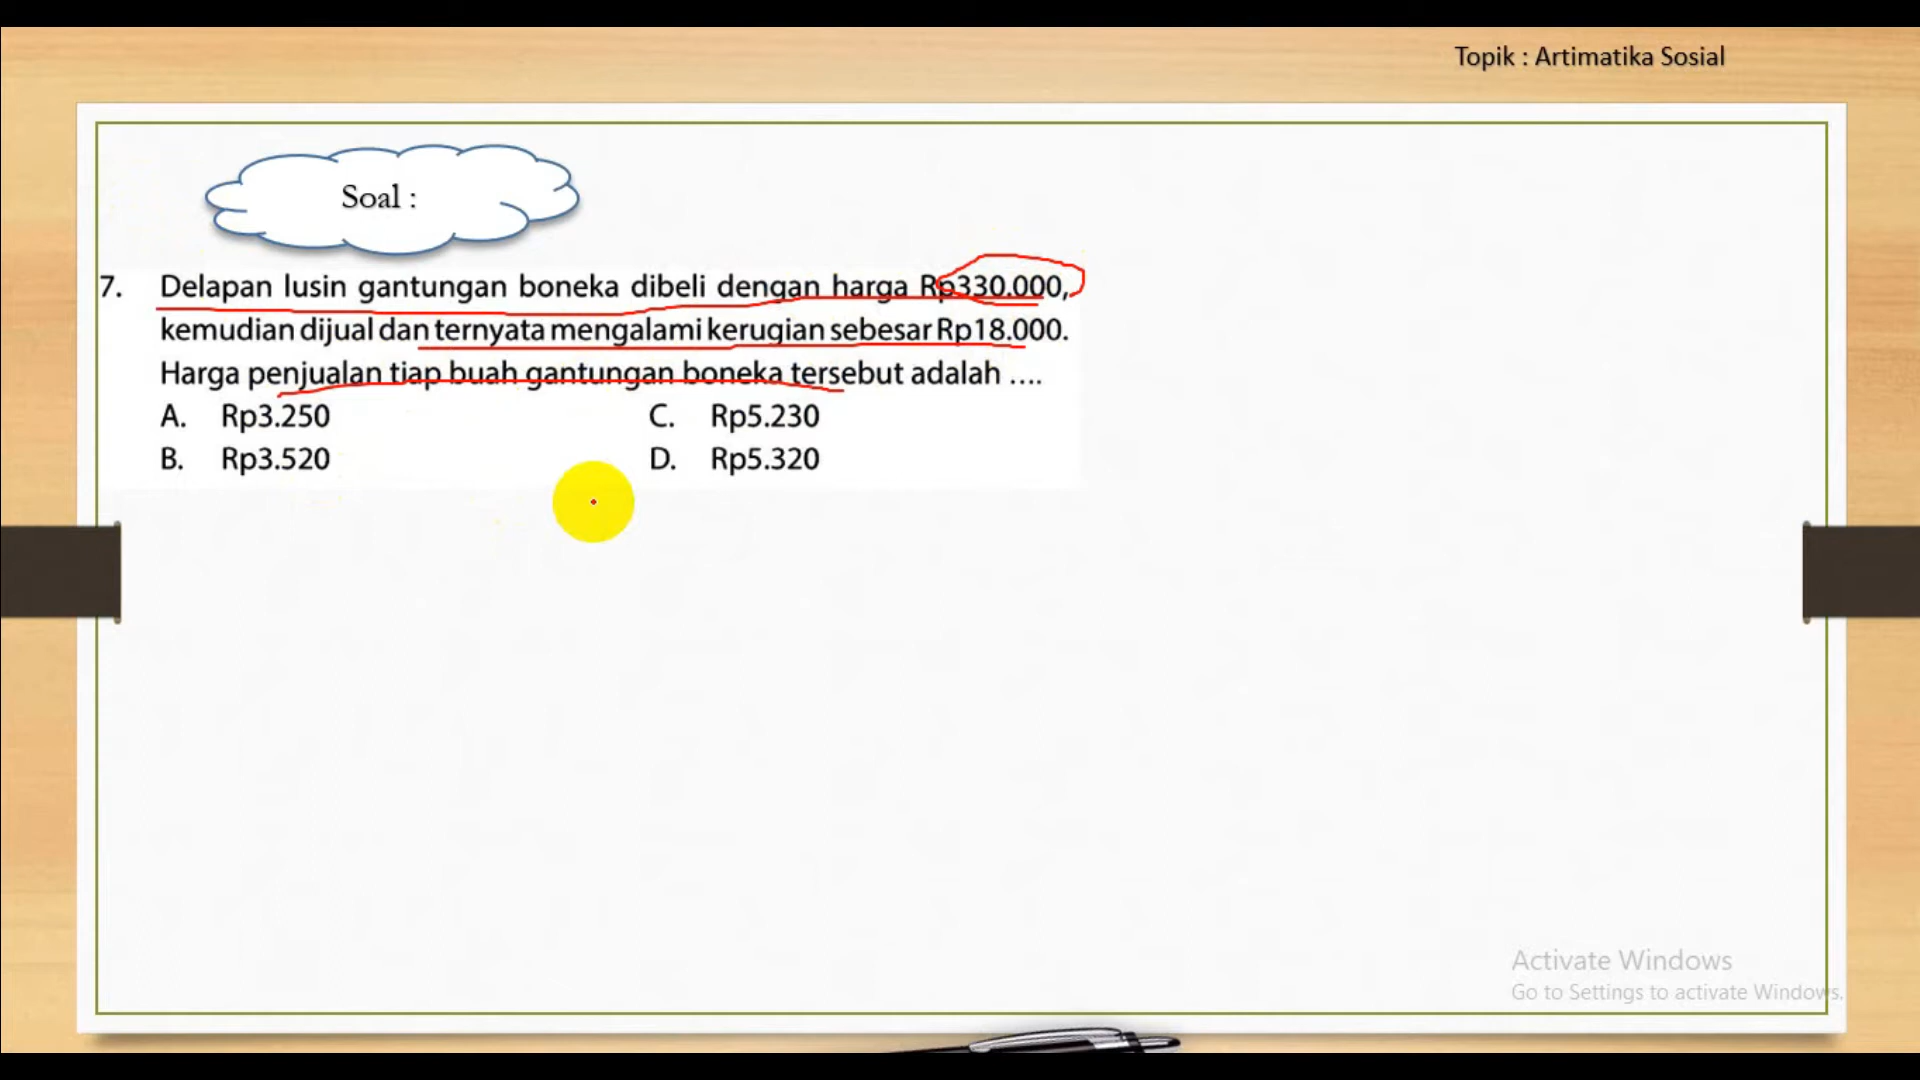 Topik : Artimatika Sosial
Soal :
7. Delapan lusin gantungan boneka dibeli dengan harga Rp330.000,
kemudian dijual dan ternyata mengalami kerugian sebesar Rp18.000.
Harga penjualan tiap buah gantungan boneka tersebut adalah ....
A. Rp3.250 C. Rp5.230
B. Rp3.520 D. Rp5.320
Activate Windows
Go to Settings to activate Windows.